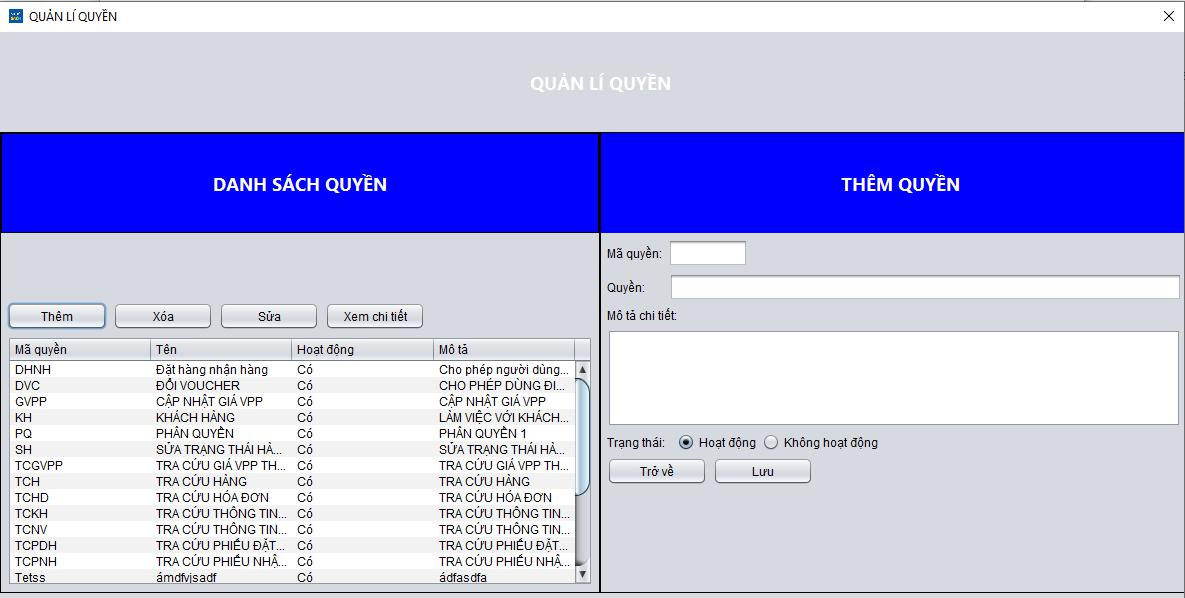 QUẢN LÍ QUYỀN
QUẢN LÍ QUYỀN
DANH SÁCH QUYỀN
THÊM QUYỀN
Mã quyền:
Quyền:
Mô tả chi tiết:
Trạng thái: Hoạt động Không hoạt động
Trở về Lưu
Thêm Xóa Sửa Xem chi tiết
Mã quyền Tên Hoạt động Mô tả
DHNH Đặt hàng nhận hàng Có Cho phép người dùng...
DVC ĐỔI VOUCHER Có CHO PHÉP DÙNG ĐI...
GVPP CẬP NHẬT GIÁ VPP Có CẬP NHẬT GIÁ VPP
KH KHÁCH HÀNG Có LÀM VIỆC VỚI KHÁCH...
PQ PHÂN QUYỀN Có PHÂN QUYỀN 1
SH SỬA TRẠNG THÁI HÀ... Có SỬA TRẠNG THÁI HÀ...
TCGVPP TRA CỨU GIÁ VPP TH... Có TRA CỨU GIÁ VPP TH...
TCH TRA CỨU HÀNG Có TRA CỨU HÀNG
TCHD TRA CỨU HÓA ĐƠN Có TRA CỨU HÓA ĐƠN
TCKH TRA CỨU THÔNG TIN... Có TRA CỨU THÔNG TIN...
TCNV TRA CỨU THÔNG TIN... Có TRA CỨU THÔNG TIN...
TCPDH TRA CỨU PHIẾU ĐẶT... Có TRA CỨU PHIẾU ĐẶT...
TCPNH TRA CỨU PHIẾU NHẬ... Có TRA CỨU PHIẾU NHẬ...
Tetss ámdfvjsadf Có ádfasdfa